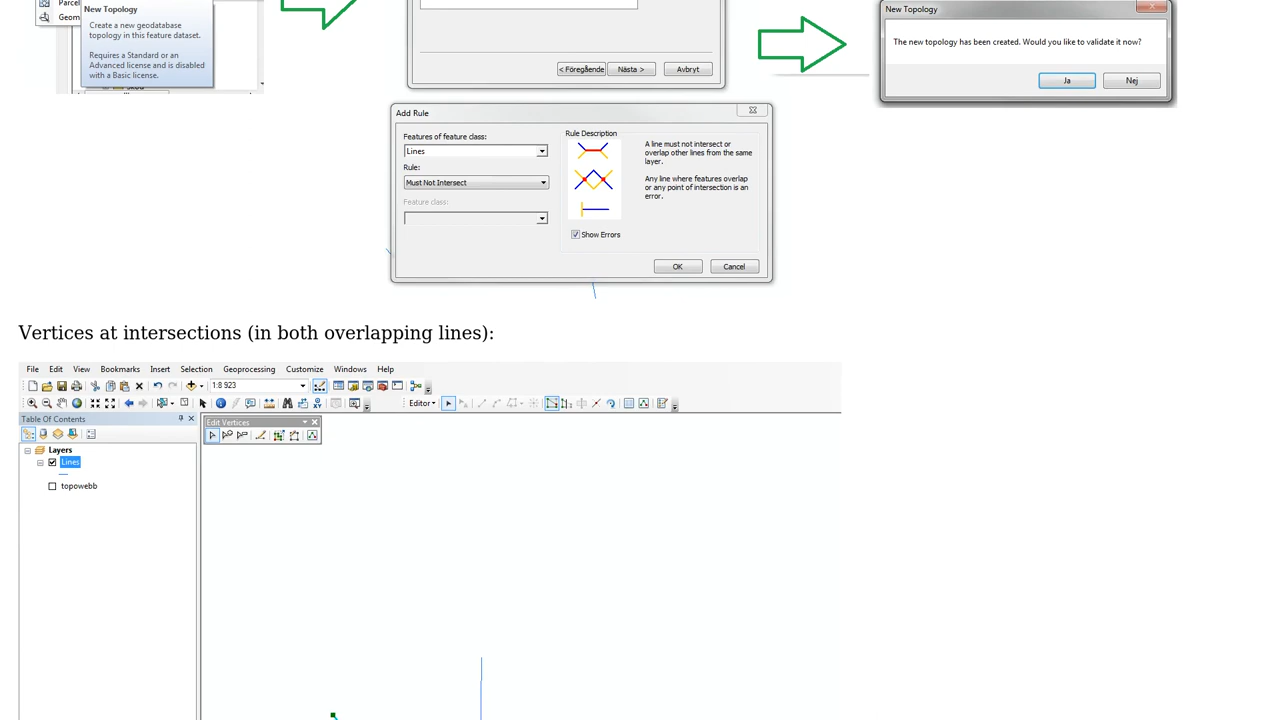 Parcel
New Topology
Create a new geodatabase
topology in this feature dataset.
Requires a Standard or an
Advanced license and is disabled
with a Basic license.
Geom
< Föregående
Nästa >
Avbryt
New Topology
The new topology has been created. Would you like to validate it now?
Ja
Nej
Add Rule
Features of feature class:
Lines
Rule:
Must Not Intersect
Feature class:
Rule Description
A line must not intersect or
overlap other lines from the same
layer.
Any line where features overlap
or any point of intersection is an
error.
Show Errors
OK
Cancel
Vertices at intersections (in both overlapping lines):
File Edit View Bookmarks Insert Selection Geoprocessing Customize Windows Help
1:8 923
Editor
Table Of Contents
Edit Vertices
Layers
Lines
topowebb